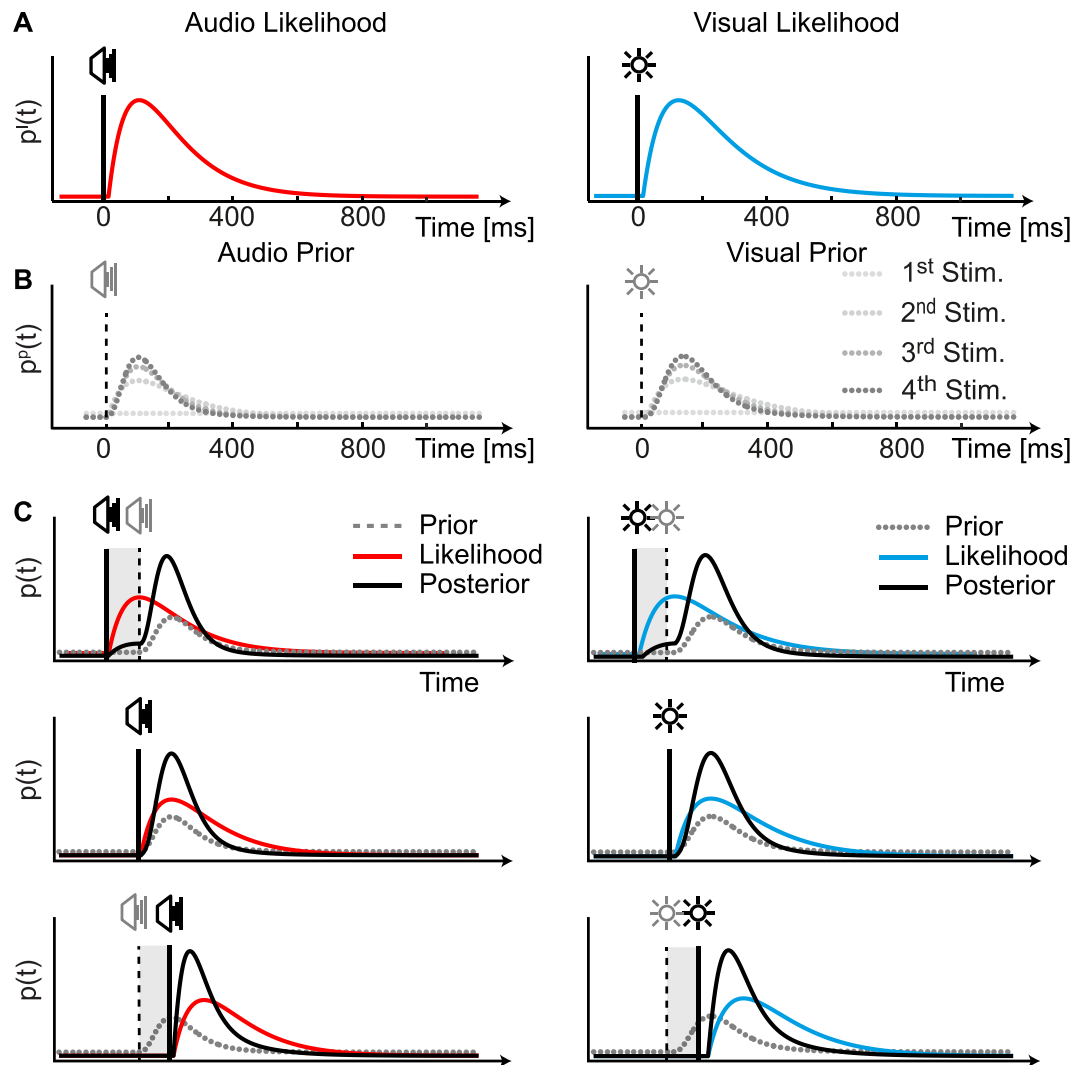 A
Audio Likelihood
Visual Likelihood
pˡ(t)
0 400 800
Time [ms]
0 400 800
Time [ms]
B
Audio Prior
Visual Prior
pᵖ(t)
1st Stim.
2nd Stim.
3rd Stim.
4th Stim.
0 400 800
Time [ms]
0 400 800
Time [ms]
C
p(t)
Prior
Likelihood
Posterior
Time
Prior
Likelihood
Posterior
Time
p(t)
p(t)